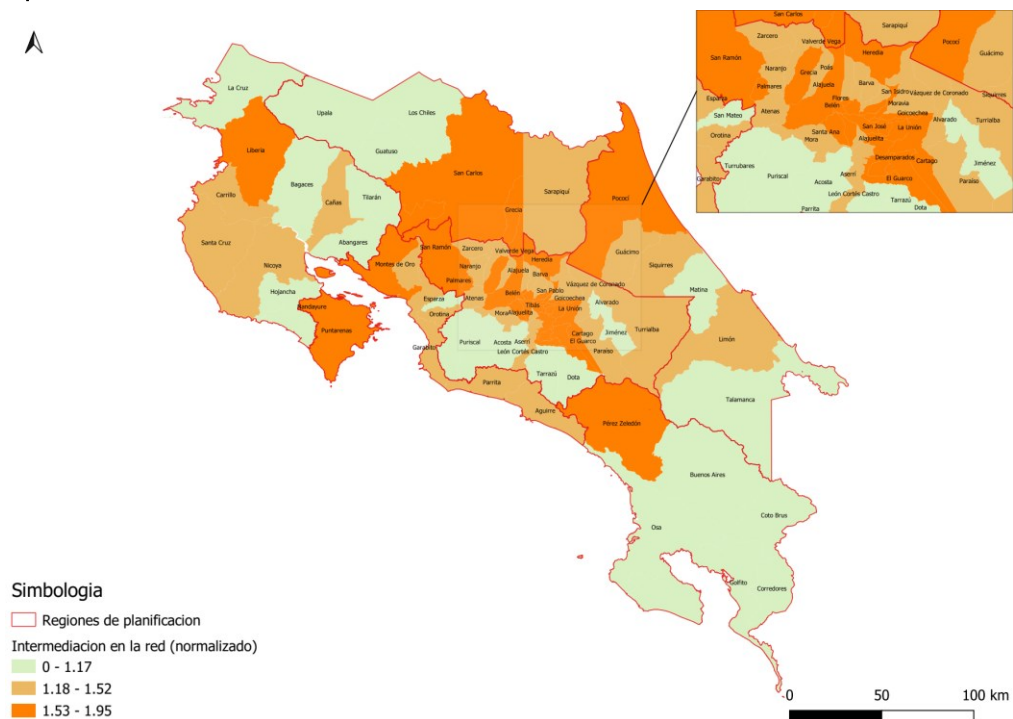 La Cruz
Upala
Los Chiles
Liberia
Guatuso
San Carlos
Bagaces
Carrillo
Cañas
Tilarán
Sarapiquí
Grecia
Pococí
Abangares
Santa Cruz
Nicoya
Montes de Oro
San Ramón
Zarcero
Valverde Vega
Heredia
Guácimo
Siquirres
Naranjo
Palmares
Alajuela
Barva
Vázquez de Coronado
Hojancha
Nandayure
Puntarenas
Esparza
Atenas
Belén
San Pablo
Goicoechea
Alvarado
Matina
Orotina
Mora
Alajuelita
Tibás
La Unión
Jiménez
Turrialba
Limón
Garabito
Puriscal
Acosta
Aserrí
Cartago
El Guarco
Paraíso
León Cortés Castro
Tarrazú
Dota
Parrita
Aguirre
Pérez Zeledón
Talamanca
Buenos Aires
Osa
Coto Brus
Golfito
Corredores
San Carlos
Sarapiquí
Zarcero
Valverde Vega
Heredia
Pococí
Guácimo
San Ramón
Naranjo
Grecia
Poás
Palmares
Alajuela
Barva
San Isidro
Vázquez de Coronado
Siquirres
Esparza
San Mateo
Atenas
Flores
Belén
Moravia
Goicoechea
Alvarado
Turrialba
Orotina
Santa Ana
Mora
San José
La Unión
Alajuelita
Turrubares
Puriscal
Desamparados
Cartago
Jiménez
Garabito
Acosta
Aserrí
El Guarco
Paraíso
León Cortés Castro
Tarrazú
Parrita
Dota
Simbologia
Regiones de planificacion
Intermediacion en la red (normalizado)
0 - 1.17
1.18 - 1.52
1.53 - 1.95
0 50 100 km